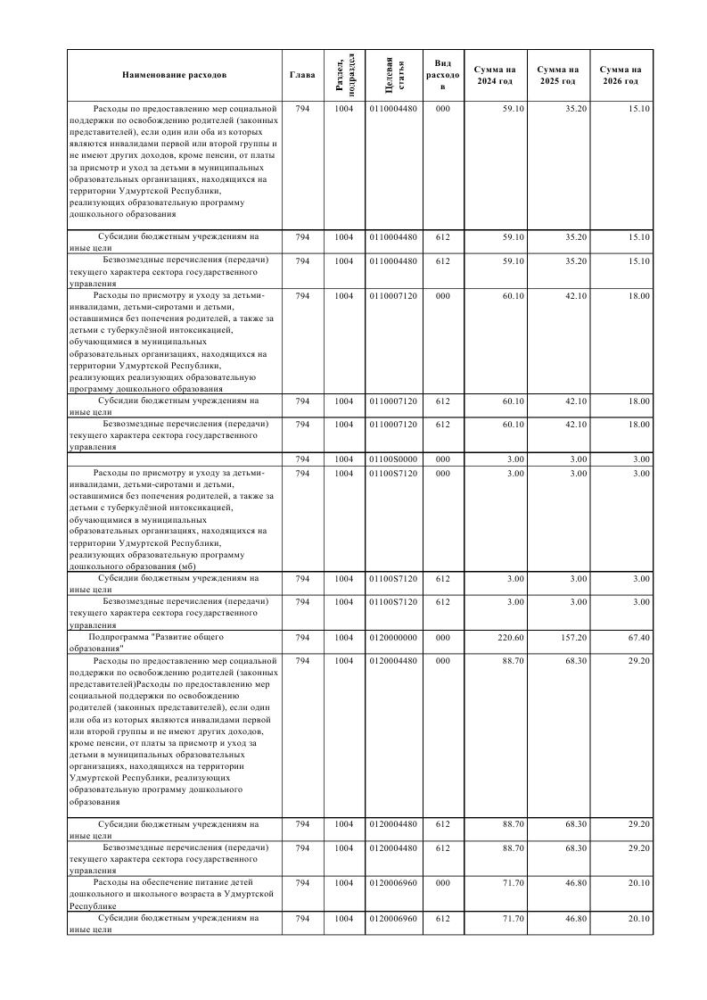 Наименование расходов Глава Раздел, подраздел Целевая статья Вид расходо в Сумма на 2024 год Сумма на 2025 год Сумма на 2026 год
Расходы по предоставлению мер социальной 794 1004 0110004480 000 59.10 35.20 15.10
поддержки по освобождению родителей (законных
представителей), если один или оба из которых
являются инвалидами первой или второй группы и
не имеют других доходов, кроме пенсии, от платы
за присмотр и уход за детьми в муниципальных
образовательных организациях, находящихся на
территории Удмуртской Республики,
реализующих образовательную программу
дошкольного образования
Субсидии бюджетным учреждениям на 794 1004 0110004480 612 59.10 35.20 15.10
иные цели
Безвозмездные перечисления (передачи) 794 1004 0110004480 612 59.10 35.20 15.10
текущего характера сектора государственного
управления
Расходы по присмотру и уходу за детьми- 794 1004 0110007120 000 60.10 42.10 18.00
инвалидами, детьми-сиротами и детьми,
оставшимися без попечения родителей, а также за
детьми с туберкулёзной интоксикацией,
обучающимися в муниципальных
образовательных организациях, находящихся на
территории Удмуртской Республики,
реализующих реализующих образовательную
программу дошкольного образования
Субсидии бюджетным учреждениям на 794 1004 0110007120 612 60.10 42.10 18.00
иные цели
Безвозмездные перечисления (передачи) 794 1004 0110007120 612 60.10 42.10 18.00
текущего характера сектора государственного
управления
794 1004 01100S0000 000 3.00 3.00 3.00
Расходы по присмотру и уходу за детьми- 794 1004 01100S7120 000 3.00 3.00 3.00
инвалидами, детьми-сиротами и детьми,
оставшимися без попечения родителей, а также за
детьми с туберкулёзной интоксикацией,
обучающимися в муниципальных
образовательных организациях, находящихся на
территории Удмуртской Республики,
реализующих образовательную программу
дошкольного образования (мб)
Субсидии бюджетным учреждениям на 794 1004 01100S7120 612 3.00 3.00 3.00
иные цели
Безвозмездные перечисления (передачи) 794 1004 01100S7120 612 3.00 3.00 3.00
текущего характера сектора государственного
управления
Подпрограмма "Развитие общего 794 1004 0120000000 000 220.60 157.20 67.40
образования"
Расходы по предоставлению мер социальной 794 1004 0120004480 000 88.70 68.30 29.20
поддержки по освобождению родителей (законных
представителей)Расходы по предоставлению мер
социальной поддержки по освобождению
родителей (законных представителей), если один
или оба из которых являются инвалидами первой
или второй группы и не имеют других доходов,
кроме пенсии, от платы за присмотр и уход за
детьми в муниципальных образовательных
организациях, находящихся на территории
Удмуртской Республики, реализующих
образовательную программу дошкольного
образования
Субсидии бюджетным учреждениям на 794 1004 0120004480 612 88.70 68.30 29.20
иные цели
Безвозмездные перечисления (передачи) 794 1004 0120004480 612 88.70 68.30 29.20
текущего характера сектора государственного
управления
Расходы на обеспечение питание детей 794 1004 0120006960 000 71.70 46.80 20.10
дошкольного и школьного возраста в Удмуртской
Республике
Субсидии бюджетным учреждениям на 794 1004 0120006960 612 71.70 46.80 20.10
иные цели